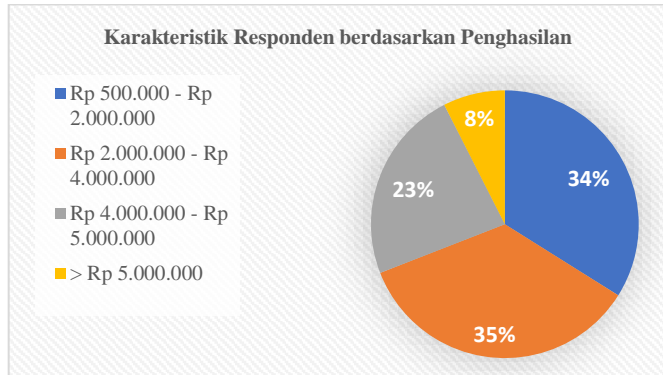 Karakteristik Responden berdasarkan Penghasilan
Rp 500.000 - Rp
2.000.000
Rp 2.000.000 - Rp
4.000.000
Rp 4.000.000 - Rp
5.000.000
> Rp 5.000.000
8%
34%
23%
35%